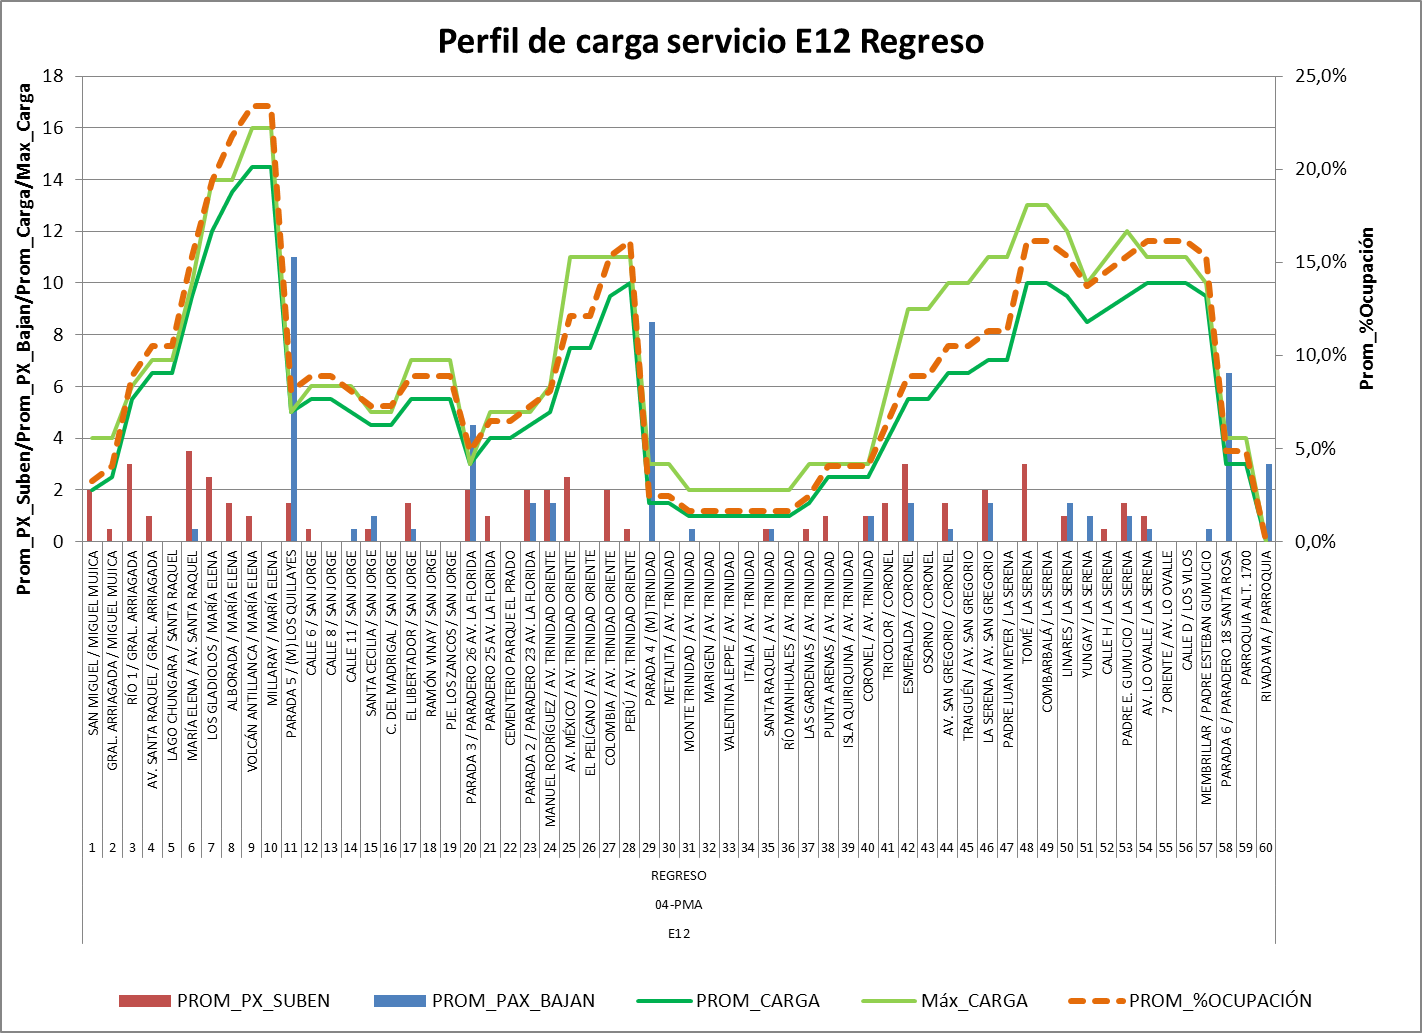 Perfil de carga servicio E12 Regreso
Prom_PX_Suben/Prom_PX_Bajan/Prom_Carga/Max_Carga
18
16
14
12
10
8
6
4
2
0
25,0%
20,0%
15,0%
10,0%
5,0%
0,0%
Prom_%Ocupación
SAN MIGUEL / MIGUEL MUJICA
GRAL. ARRIAGADA / MIGUEL MUJICA
RÍO 1 / GRAL. ARRIAGADA
AV. SANTA RAQUEL / GRAL. ARRIAGADA
LAGO CHUNGARA / SANTA RAQUEL
MARÍA ELENA / AV. SANTA RAQUEL
LOS GLADIOLOS / MARÍA ELENA
ALBORADA / MARÍA ELENA
VOLCÁN ANTILLANCA / MARÍA ELENA
MILLARAY / MARÍA ELENA
PARADA 5 / (M) LOS QUILLAYES
CALLE 6 / SAN JORGE
CALLE 8 / SAN JORGE
CALLE 11 / SAN JORGE
SANTA CECILIA / SAN JORGE
C. DEL MADRIGAL / SAN JORGE
EL LIBERTADOR / SAN JORGE
RAMÓN VINAY / SAN JORGE
PJE. LOS ZANCOS / SAN JORGE
PARADA 3 / PARADERO 26 AV. LA FLORIDA
PARADERO 25 AV. LA FLORIDA
CEMENTERIO PARQUE EL PRADO
PARADA 2 / PARADERO 23 AV. LA FLORIDA
MANUEL RODRÍGUEZ / AV. TRINIDAD ORIENTE
AV. MÉXICO / AV. TRINIDAD ORIENTE
EL PELÍCANO / AV. TRINIDAD ORIENTE
COLOMBIA / AV. TRINIDAD ORIENTE
PERÚ / AV. TRINIDAD ORIENTE
PARADA 4 / (M) TRINIDAD
METALITA / AV. TRINIDAD
MONTE TRINIDAD / AV. TRINIDAD
MARIGEN / AV. TRINIDAD
VALENTINA LEPPE / AV. TRINIDAD
ITALIA / AV. TRINIDAD
SANTA RAQUEL / AV. TRINIDAD
RÍO MANIHUALES / AV. TRINIDAD
LAS GARDENIAS / AV. TRINIDAD
PUNTA ARENAS / AV. TRINIDAD
ISLA QUIRIQUINA / AV. TRINIDAD
CORONEL / AV. TRINIDAD
TRICOLOR / CORONEL
ESMERALDA / CORONEL
OSORNO / CORONEL
AV. SAN GREGORIO / CORONEL
TRAIGUÉN / AV. SAN GREGORIO
LA SERENA / AV. SAN GREGORIO
PADRE JUAN MEYER / LA SERENA
TOMÉ / LA SERENA
COMBARBALÁ / LA SERENA
LINARES / LA SERENA
YUNGAY / LA SERENA
CALLE H / LA SERENA
PADRE E. GUMUCIO / LA SERENA
AV. LO OVALLE / LA SERENA
7 ORIENTE / AV. LO OVALLE
CALLE D / LOS VILOS
MEMBRILLAR / PADRE ESTEBAN GUMUCIO
PARADA 6 / PARADERO 18 SANTA ROSA
PARROQUIA ALT. 1700
RIVADAVIA / PARROQUIA
1 2 3 4 5 6 7 8 9 10 11 12 13 14 15 16 17 18 19 20 21 22 23 24 25 26 27 28 29 30 31 32 33 34 35 36 37 38 39 40 41 42 43 44 45 46 47 48 49 50 51 52 53 54 55 56 57 58 59 60
REGRESO
04-PMA
E12
PROM_PX_SUBEN PROM_PAX_BAJAN PROM_CARGA Máx_CARGA PROM_%OCUPACIÓN